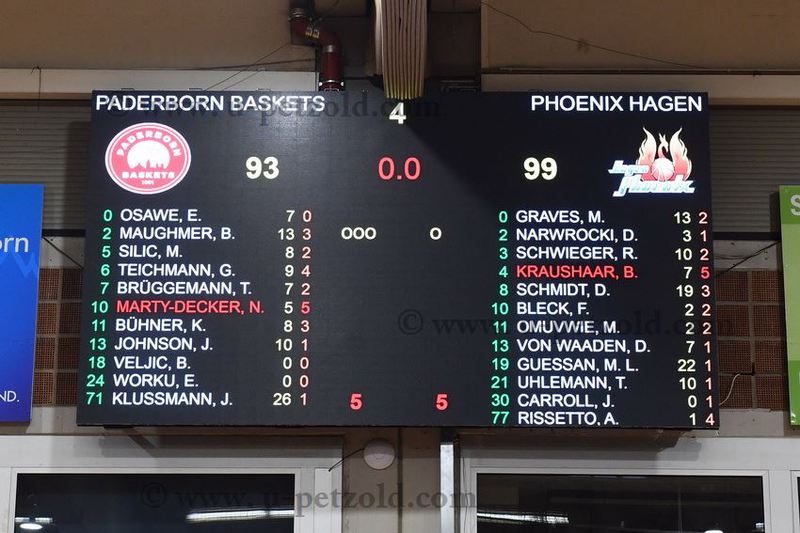 PADERBORN BASKETS 4 PHOENIX HAGEN
PADERBORN
BASKETS
1991
Hagen
Phoenix
93 0.0 99
0 OSAWE, E. 7 0
2 MAUGHMER, B. 13 3
5 SILIC, M. 8 2
6 TEICHMANN, G. 9 4
7 BRÜGGEMANN, T. 7 2
10 MARTY-DECKER, N. 5 5
11 BÜHNER, K. 8 3
13 JOHNSON, J. 10 1
18 VELJIC, B. 0 0
24 WORKU, E. 0 0
71 KLUSSMANN, J. 26 1
ooo o
5 5
0 GRAVES, M. 13 2
2 NARWROCKI, D. 3 1
3 SCHWIEGER, R. 10 2
4 KRAUSHAAR, B. 7 5
8 SCHMIDT, D. 19 3
10 BLECK, F. 2 2
11 OMUVWIE, M. 2 2
13 VON WAADEN, D. 7 1
19 GUESSAN, M. L. 22 1
21 UHLEMANN, T. 10 1
30 CARROLL, J. 0 1
77 RISSETTO, A. 1 4
orn
ND.
S
© www.u-petzold.com
© www.u-petzold.com
© www.u-petzold.com